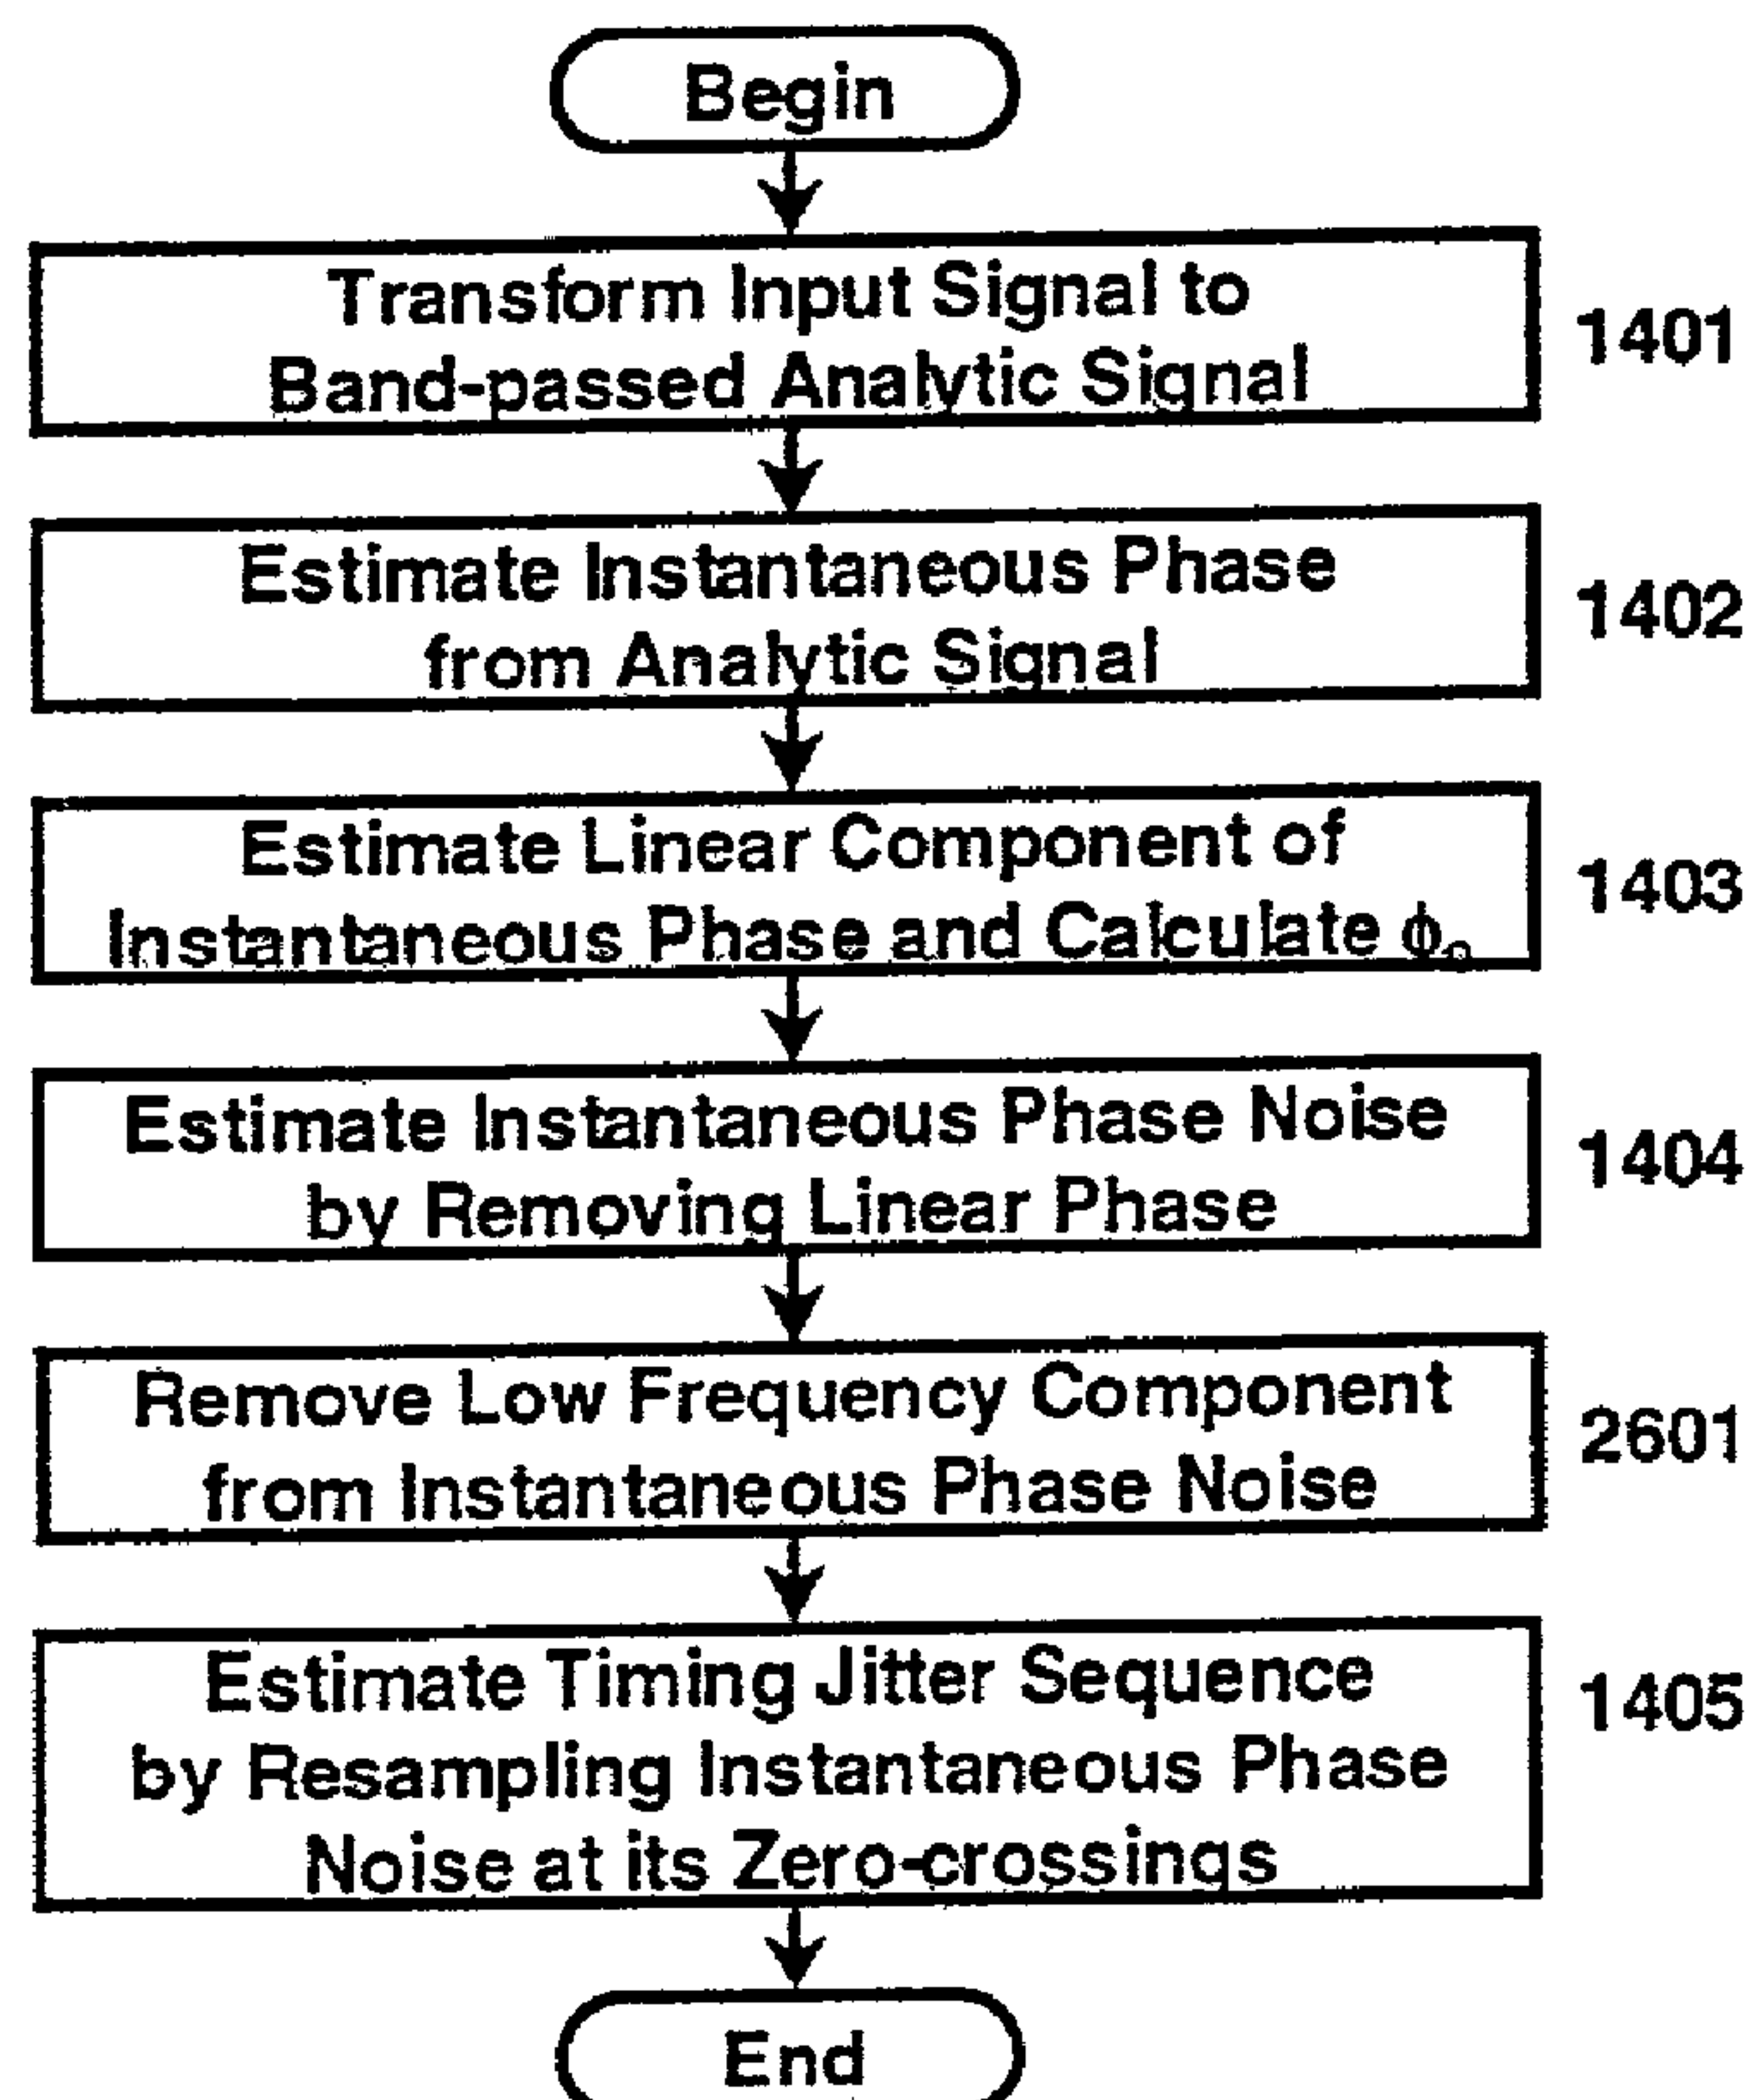 Begin
Transform Input Signal to
Band-passed Analytic Signal
1401
Estimate Instantaneous Phase
from Analytic Signal
1402
Estimate Linear Component of
Instantaneous Phase and Calculate ϕ₀
1403
Estimate Instantaneous Phase Noise
by Removing Linear Phase
1404
Remove Low Frequency Component
from Instantaneous Phase Noise
2601
Estimate Timing Jitter Sequence
by Resampling Instantaneous Phase
Noise at its Zero-crossings
1405
End